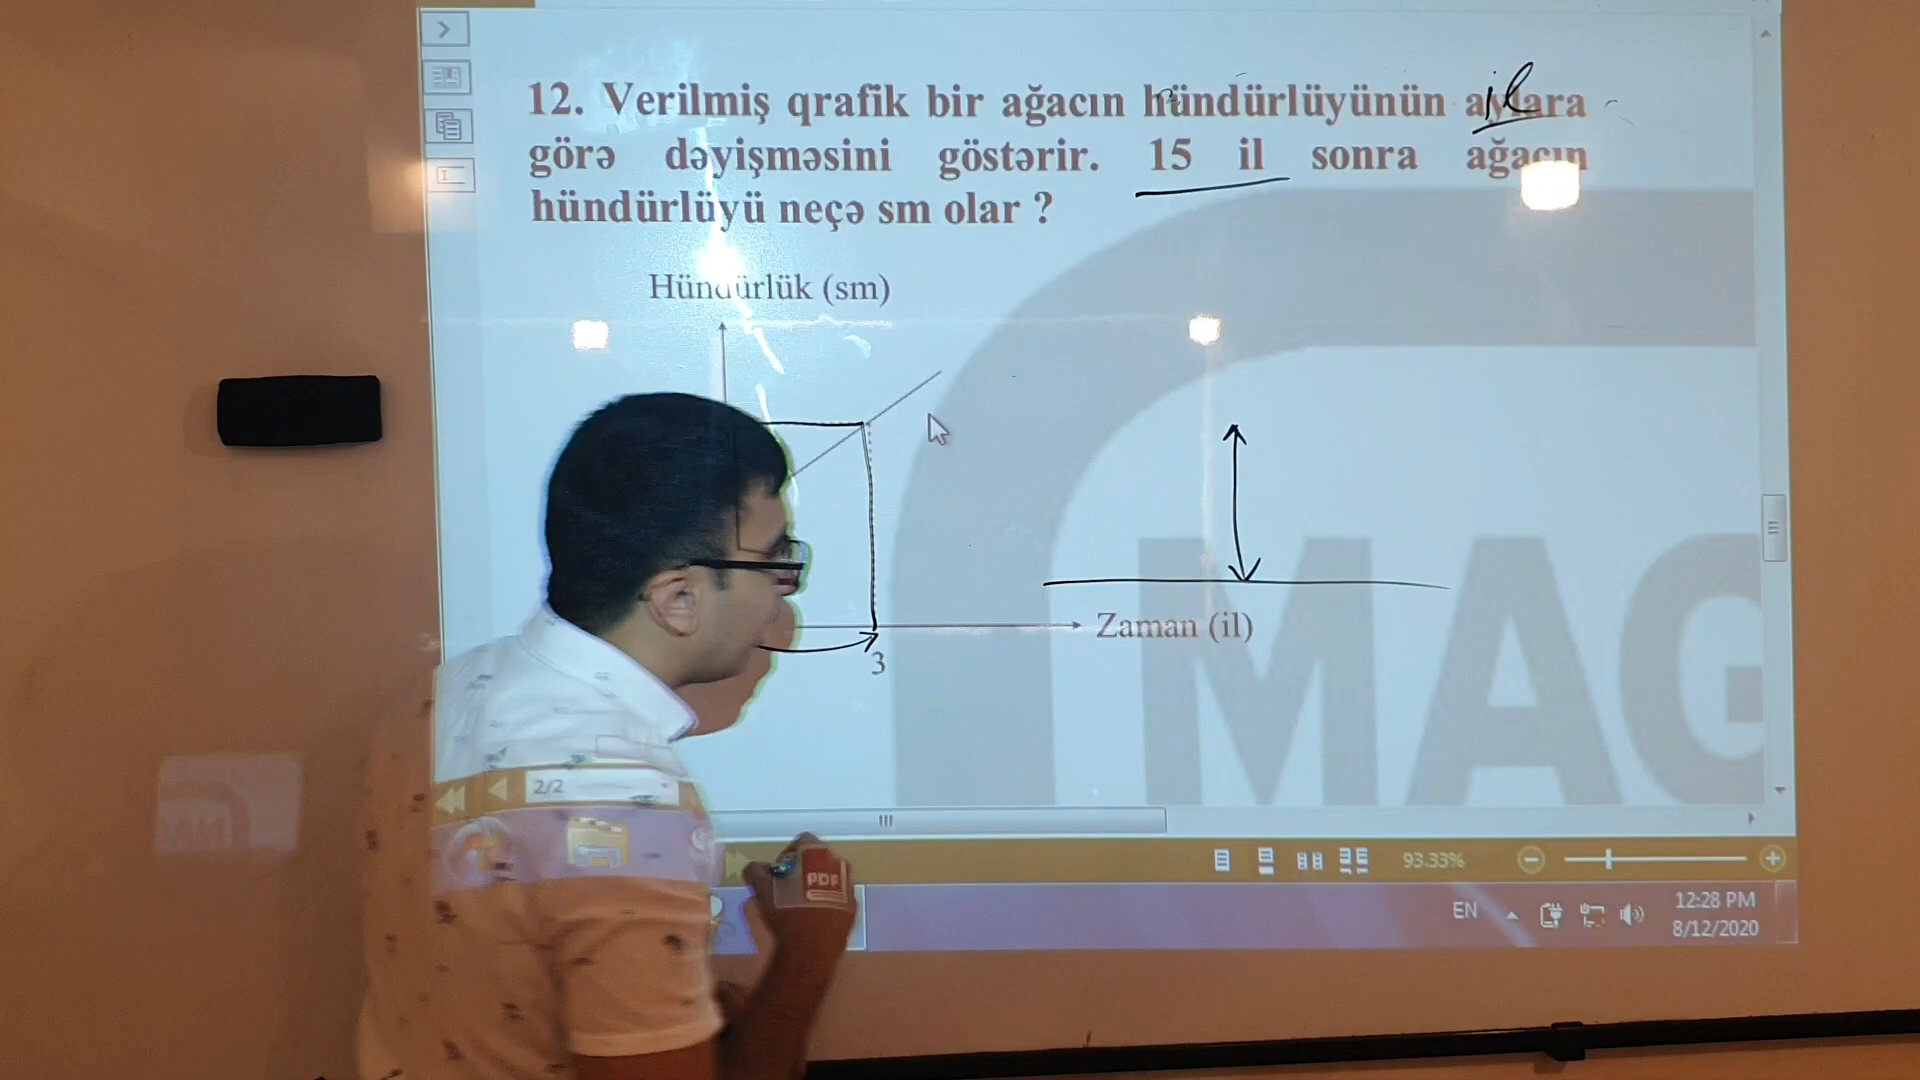 12. Verilmiş qrafik bir ağacın hündürlüyünün aylara
il
görə dəyişməsini göstərir. 15 il sonra ağacın
hündürlüyü neçə sm olar ?
Hündürlük (sm)
Zaman (il)
3
MAG
2/2
PDF
93.33%
EN
12:28 PM
8/12/2020